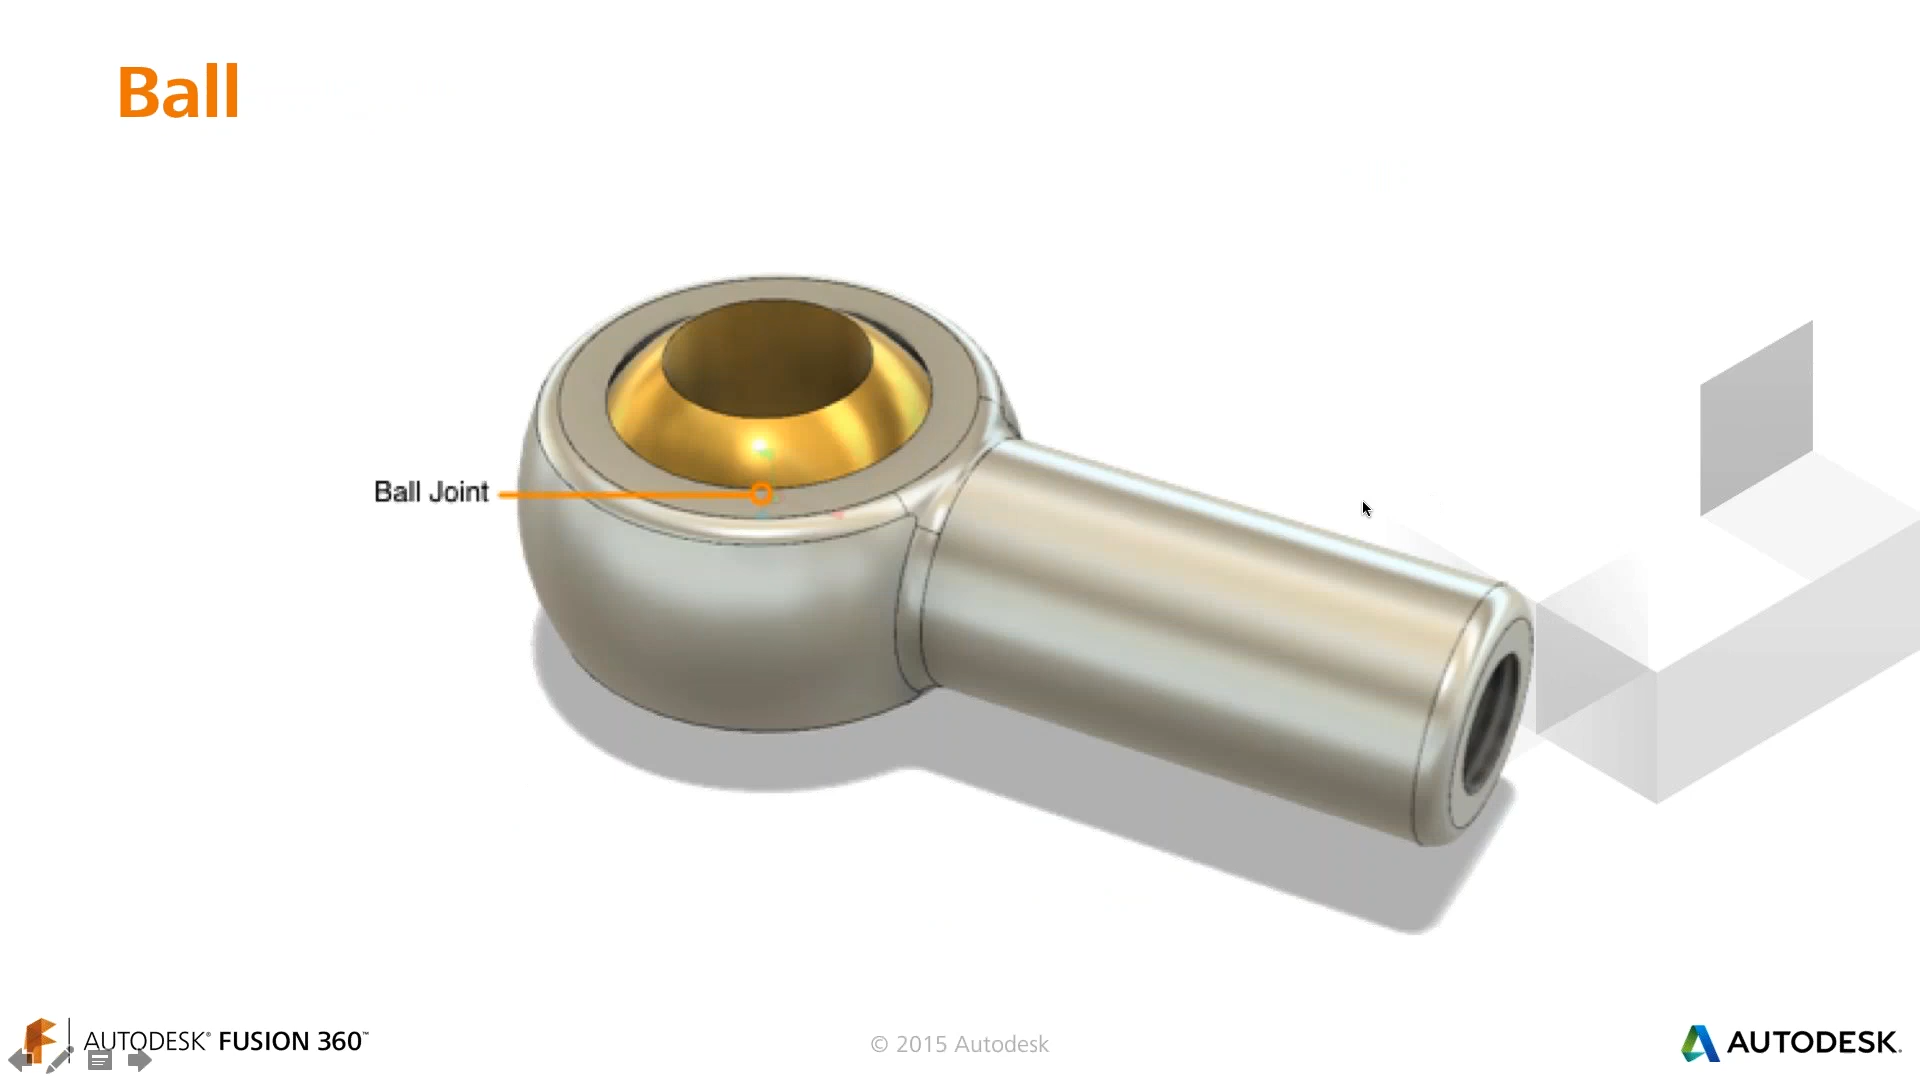 Ball
Ball Joint
AUTODESK® FUSION 360™
© 2015 Autodesk
AUTODESK.